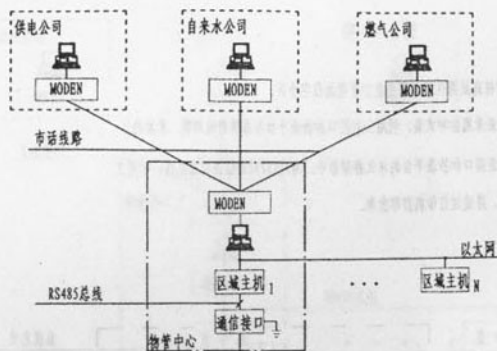 供电公司
自来水公司
燃气公司
MODEN
MODEN
MODEN
市话线路
MODEN
以太网
区域主机1
区域主机N
RS485总线
通信接口
物管中心